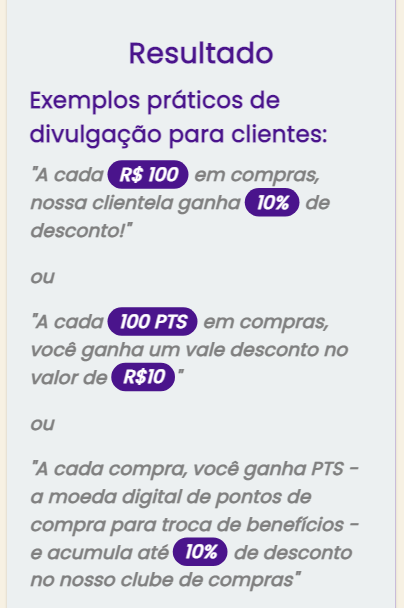 Resultado
Exemplos práticos de
divulgação para clientes:
"A cada R$ 100 em compras,
nossa clientela ganha 10% de
desconto!"
ou
"A cada 100 PTS em compras,
você ganha um vale desconto no
valor de R$10 "
ou
"A cada compra, você ganha PTS -
a moeda digital de pontos de
compra para troca de benefícios -
e acumula até 10% de desconto
no nosso clube de compras"